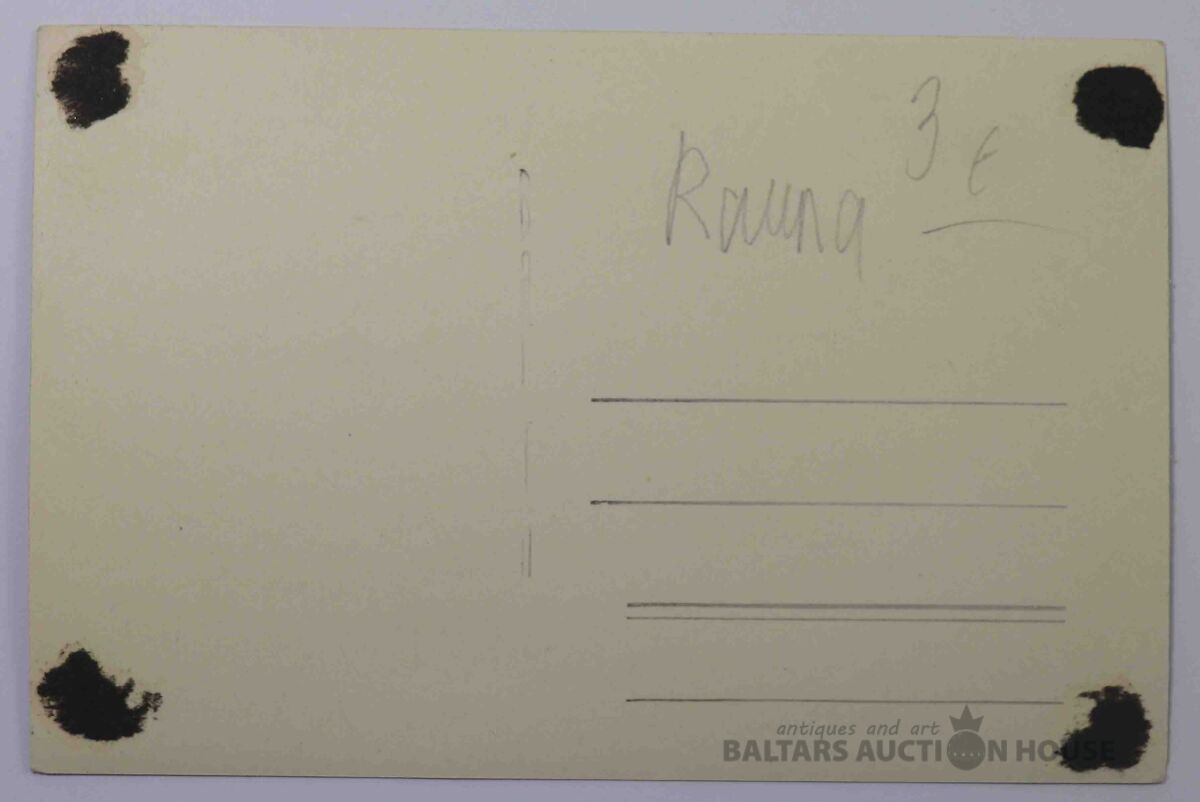 3 €
Rauna
antiques and art
BALTARS AUCTION HOUSE